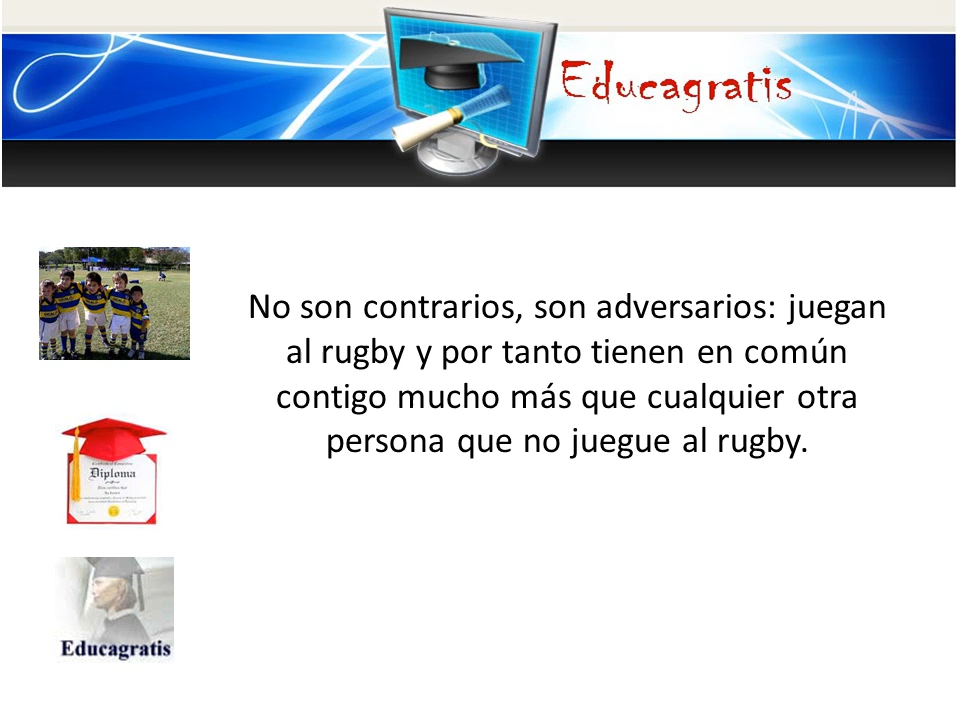 Educagratis
No son contrarios, son adversarios: juegan
al rugby y por tanto tienen en común
contigo mucho más que cualquier otra
persona que no juegue al rugby.
Diploma
Educagratis